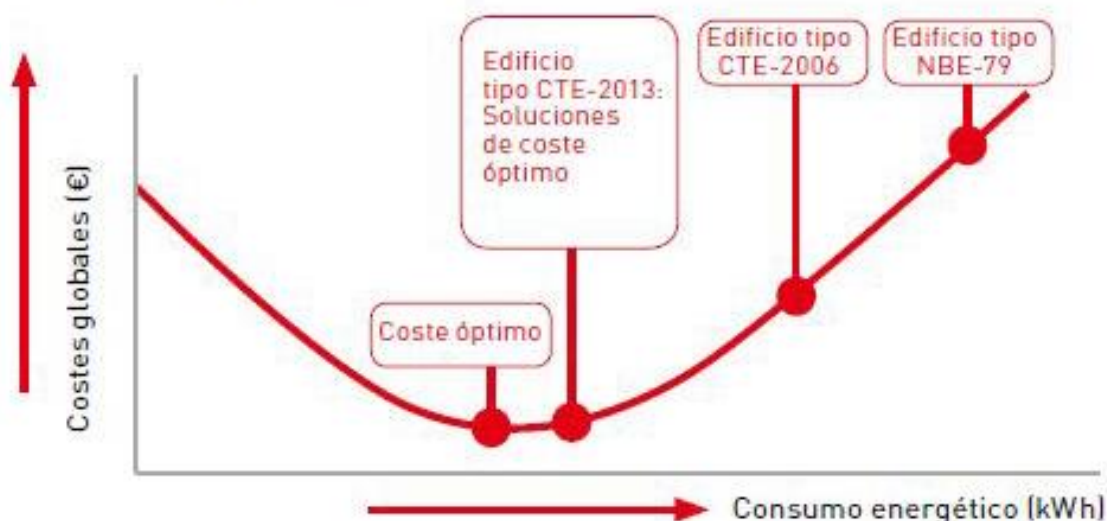 Edificio
tipo CTE-2013:
Soluciones
de coste
óptimo
Edificio tipo
CTE-2006
Edificio tipo
NBE-79
Coste óptimo
Costes globales (€)
Consumo energético (kWh)